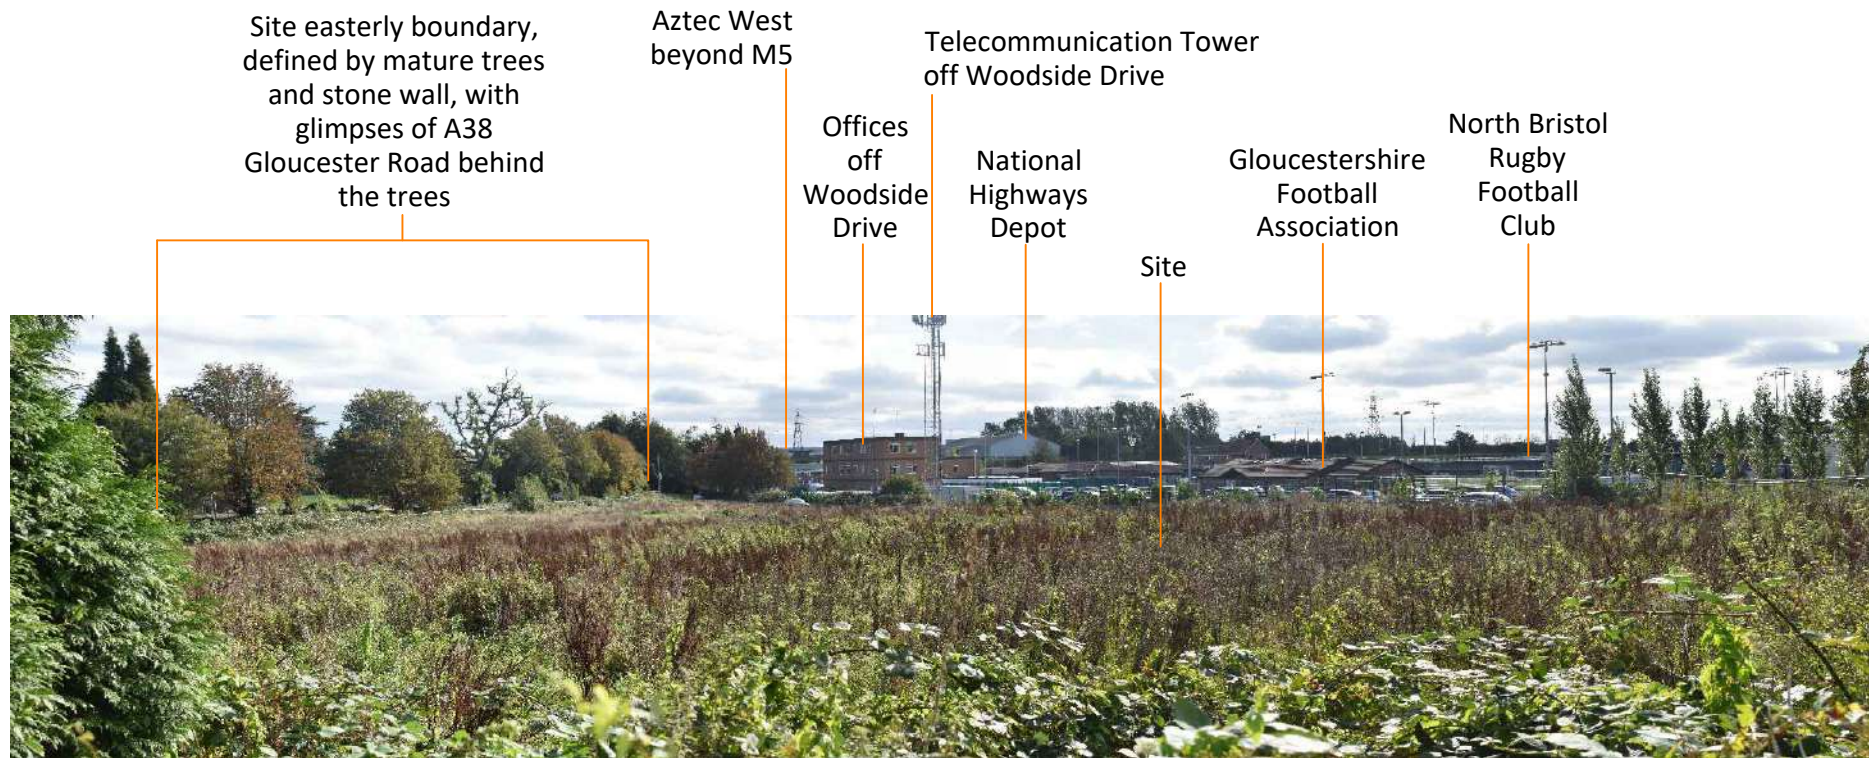 Site easterly boundary,
defined by mature trees
and stone wall, with
glimpses of A38
Gloucester Road behind
the trees
Aztec West
beyond M5
Offices
off
Woodside
Drive
Telecommunication Tower
off Woodside Drive
National
Highways
Depot
Site
Gloucestershire
Football
Association
North Bristol
Rugby
Football
Club